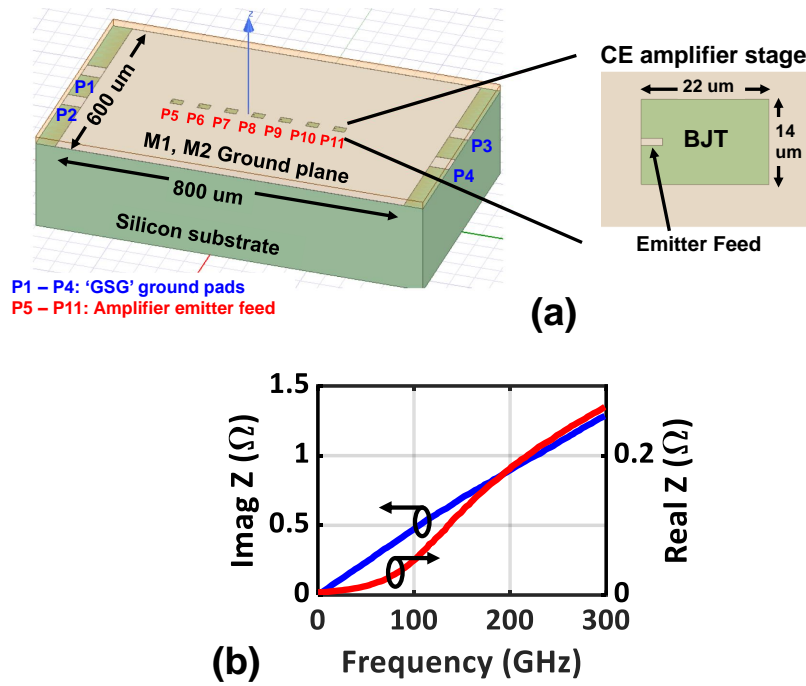 z
P1
P2
600 um
P5 P6 P7 P8 P9 P10 P11
M1, M2 Ground plane
P3
P4
800 um
Silicon substrate
CE amplifier stage
22 um
BJT
14 um
Emitter Feed
P1 – P4: ‘GSG’ ground pads
P5 – P11: Amplifier emitter feed
(a)
1.5
1
0.5
0
Imag Z (Ω)
0.2
0
Real Z (Ω)
0 100 200 300
Frequency (GHz)
(b)